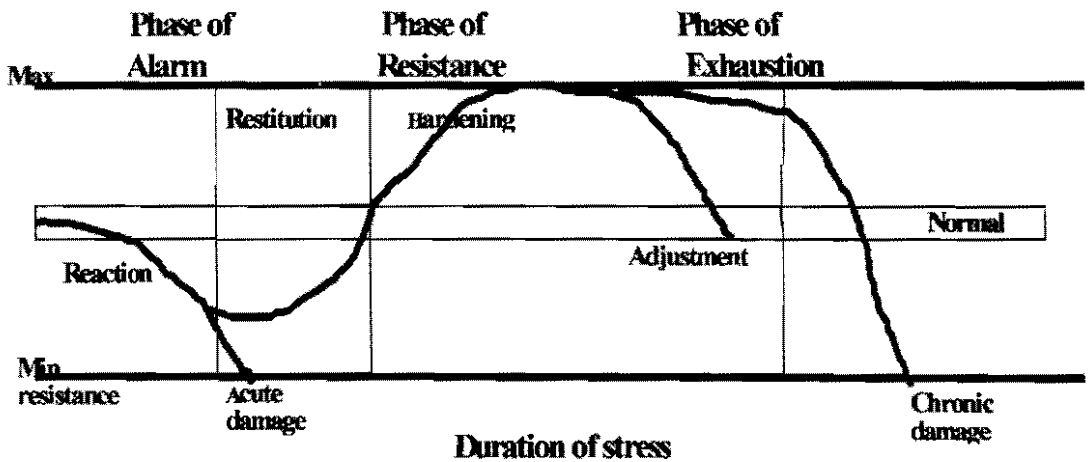 Phase of
Alarm
Phase of
Resistance
Phase of
Exhaustion
Max
Restitution
Hardening
Normal
Reaction
Adjustment
Min
resistance
Acute
damage
Chronic
damage
Duration of stress